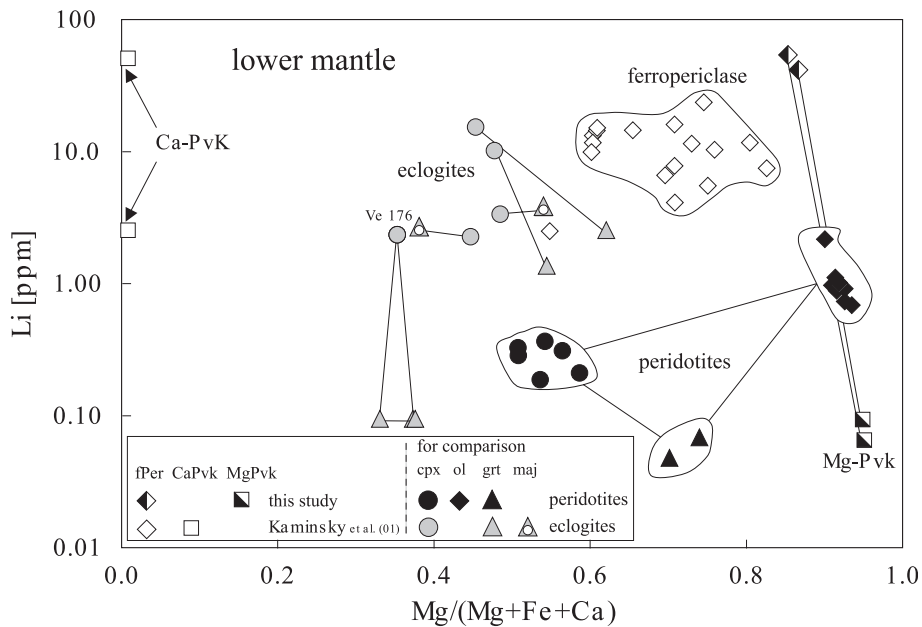 100
10.0
1.00
0.10
0.01
Li [ppm]
lower mantle
Ca-PvK
ferropericlase
eclogites
Ve 176
peridotites
Mg-Pvk
for comparison
fPer CaPvk MgPvk cpx ol grt maj
this study peridotites
Kaminsky et al. (01) eclogites
0.0 0.2 0.4 0.6 0.8 1.0
Mg/(Mg+Fe+Ca)